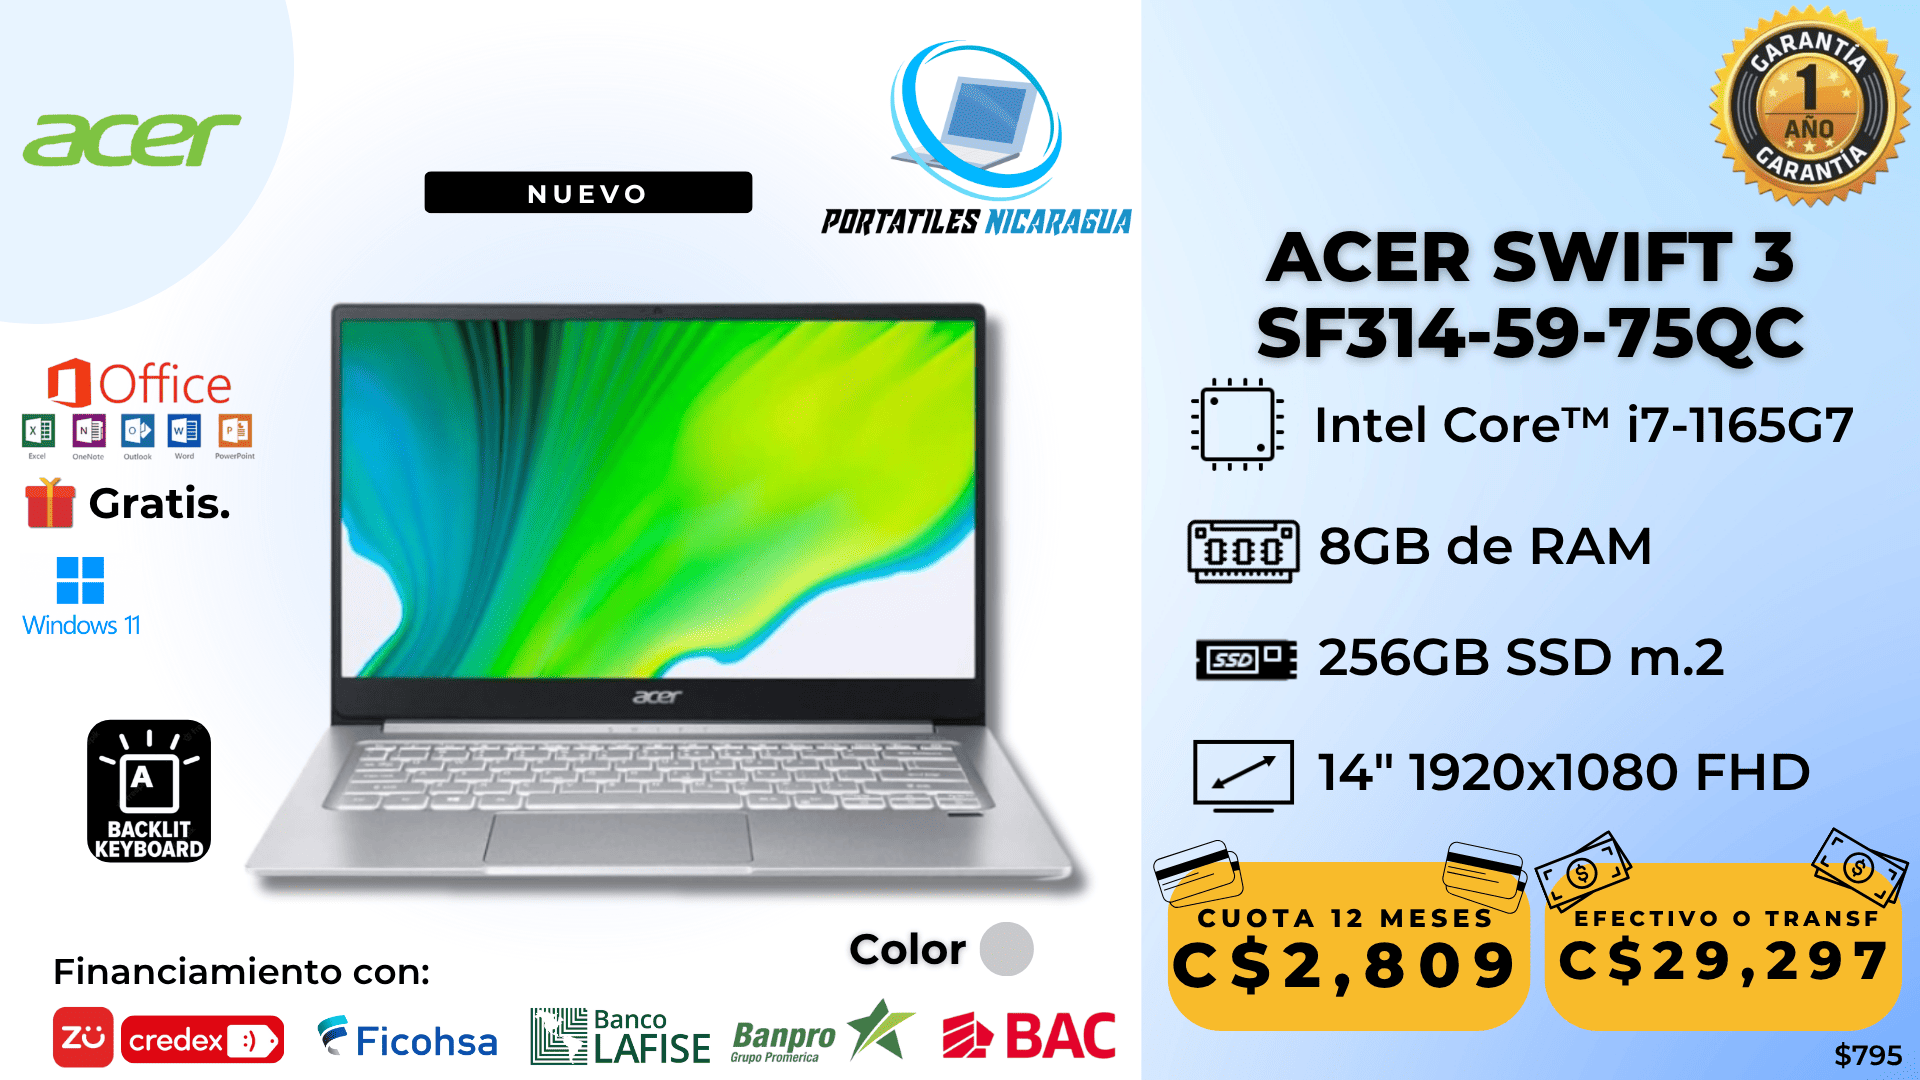 acer
NUEVO
PORTATILES NICARAGUA
GARANTÍA
1
AÑO
GARANTÍA
Office
Excel OneNote Outlook Word PowerPoint
Gratis.
Windows 11
A
BACKLIT
KEYBOARD
acer
Color
Financiamiento con:
ZU credex :)
Ficohsa
Banco
LAFISE
Banpro
Grupo Promerica
BAC
ACER SWIFT 3
SF314-59-75QC
Intel Core™ i7-1165G7
8GB de RAM
SSD
256GB SSD m.2
14" 1920x1080 FHD
CUOTA 12 MESES
C$2,809
EFECTIVO O TRANSF
C$29,297
$795